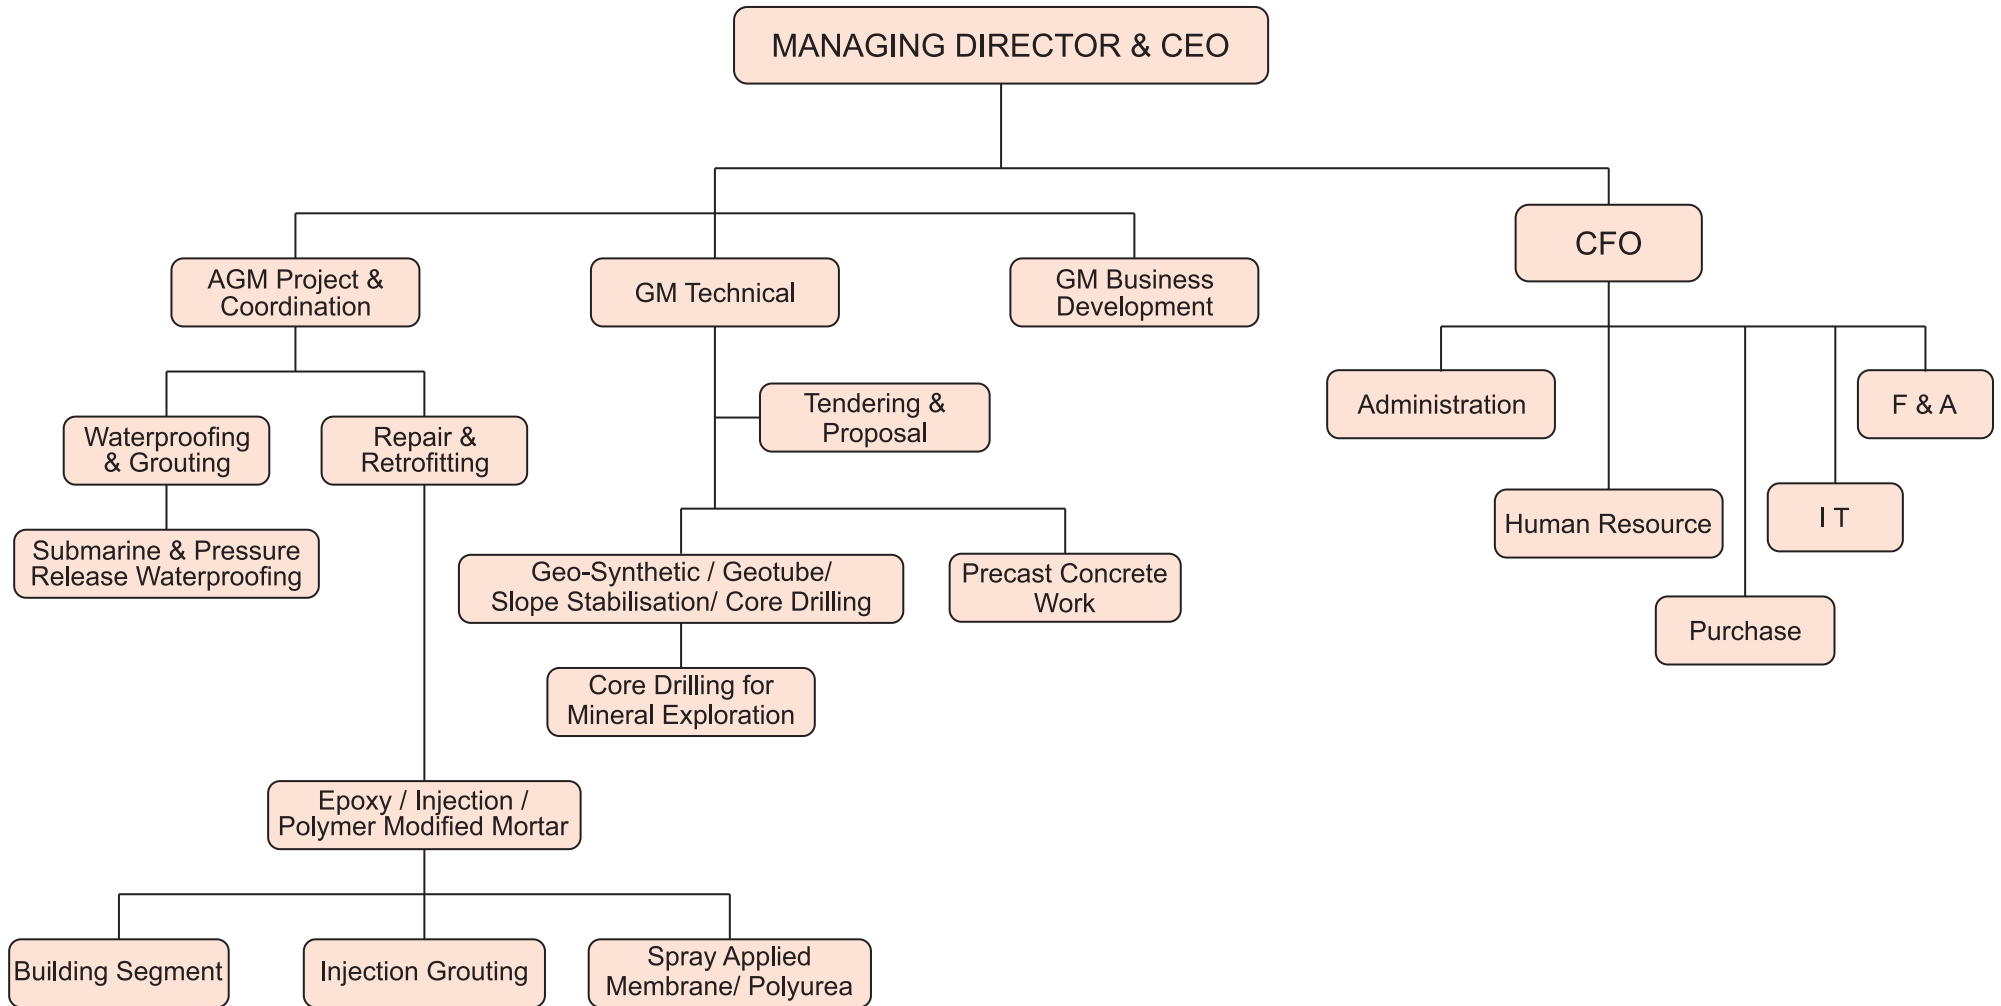 MANAGING DIRECTOR & CEO
CFO
AGM Project &
Coordination
GM Technical
GM Business
Development
Administration
F & A
Tendering &
Proposal
Waterproofing
& Grouting
Repair &
Retrofitting
Human Resource
I T
Submarine & Pressure
Release Waterproofing
Geo-Synthetic / Geotube/
Slope Stabilisation/ Core Drilling
Precast Concrete
Work
Purchase
Core Drilling for
Mineral Exploration
Epoxy / Injection /
Polymer Modified Mortar
Building Segment
Injection Grouting
Spray Applied
Membrane/ Polyurea